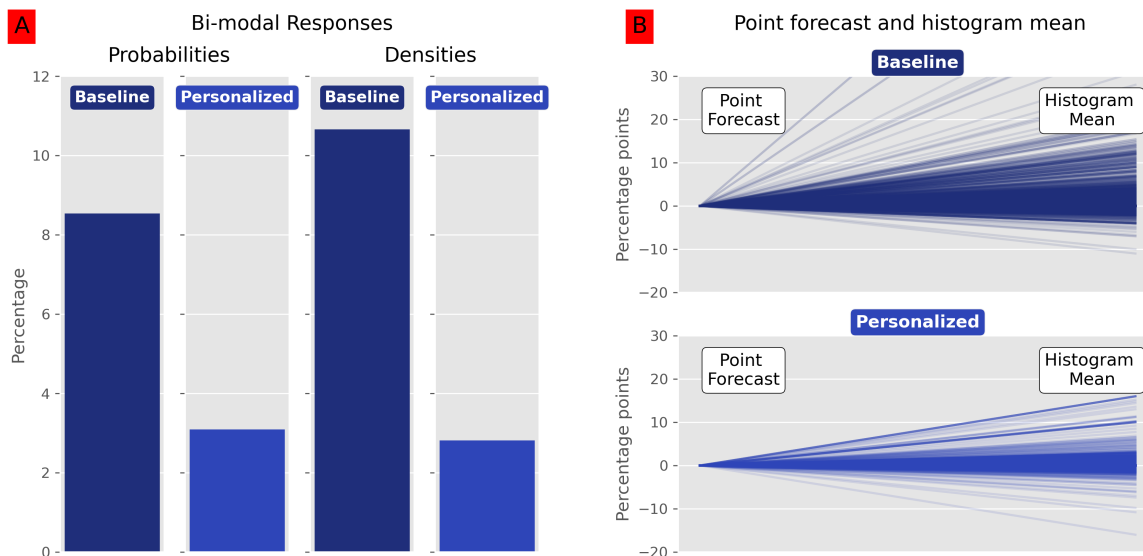 A
Bi-modal Responses
Probabilities
Densities
Baseline
Personalized
Baseline
Personalized
Percentage
12
10
8
6
4
2
0
B
Point forecast and histogram mean
Baseline
Point
Forecast
Histogram
Mean
Percentage points
30
20
10
0
−10
−20
Personalized
Point
Forecast
Histogram
Mean
Percentage points
30
20
10
0
−10
−20